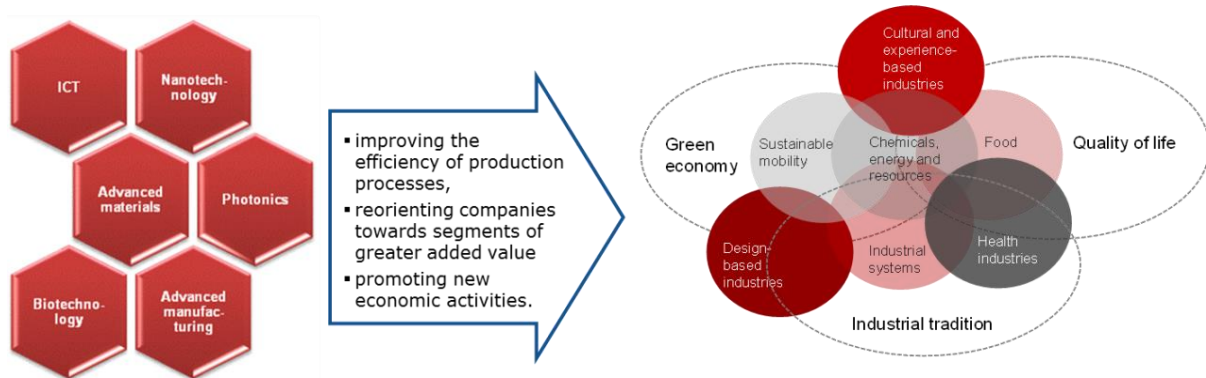 ICT
Nanotech-
nology
Advanced
materials
Photonics
Biotechno-
logy
Advanced
manufac-
turing
▪ improving the
efficiency of production
processes,
▪ reorienting companies
towards segments of
greater added value
▪ promoting new
economic activities.
Cultural and
experience-
based
industries
Green
economy
Sustainable
mobility
Chemicals,
energy and
resources
Food
Quality of life
Design-
based
industries
Industrial
systems
Health
industries
Industrial tradition